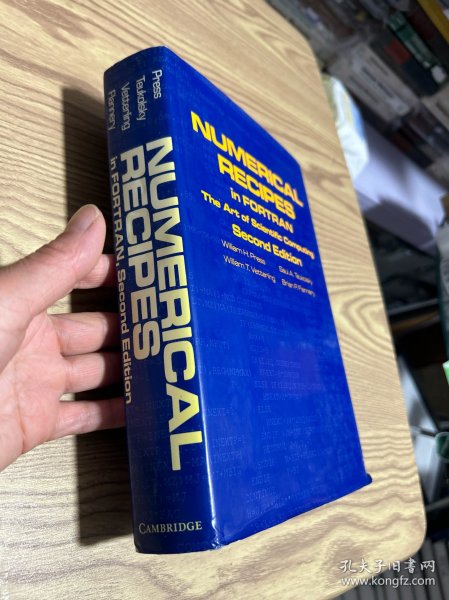 Press
Teukolsky
Vetterling
Flannery
NUMERICAL
RECIPES
in FORTRAN: Second Edition
CAMBRIDGE
NUMERICAL
RECIPES
in FORTRAN
The Art of Scientific Computing
Second Edition
William H. Press Saul A. Teukolsky
William T. Vetterling Brian P. Flannery
孔夫子旧书网
www.kongfz.com